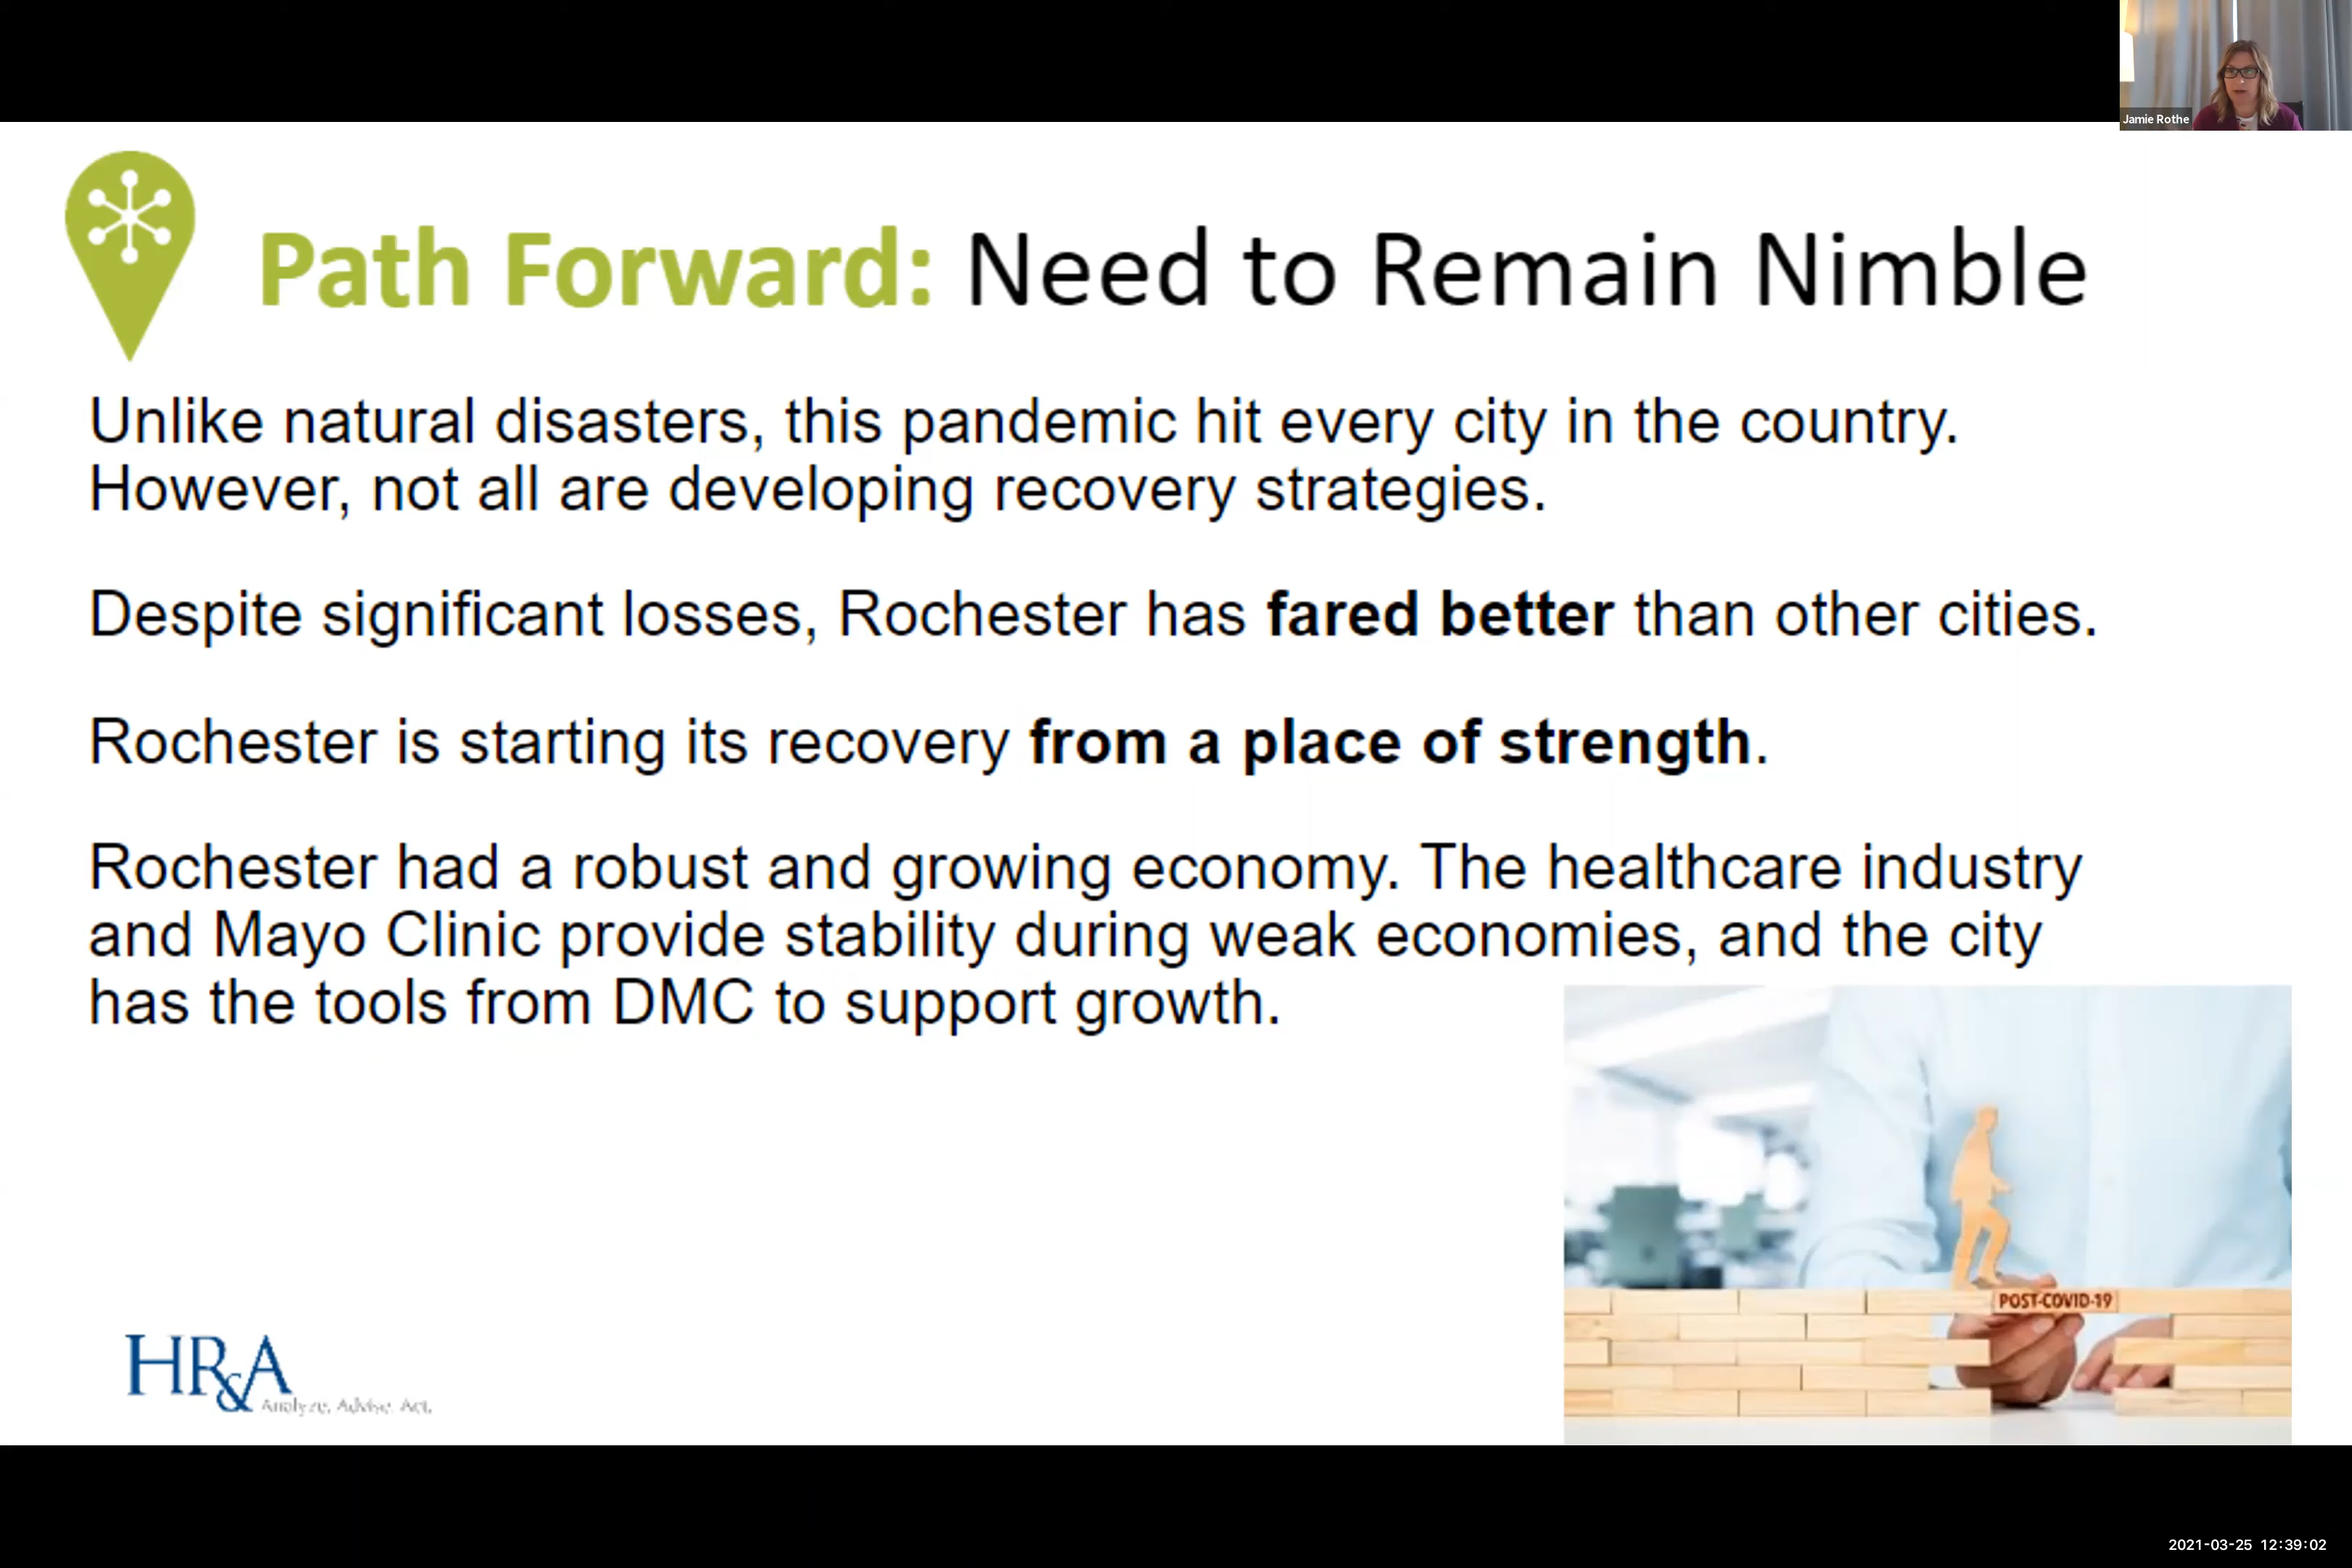 Jamie Rothe
Path Forward: Need to Remain Nimble
Unlike natural disasters, this pandemic hit every city in the country.
However, not all are developing recovery strategies.
Despite significant losses, Rochester has fared better than other cities.
Rochester is starting its recovery from a place of strength.
Rochester had a robust and growing economy. The healthcare industry
and Mayo Clinic provide stability during weak economies, and the city
has the tools from DMC to support growth.
POST-COVID-19
HR&A
Analyze. Advise. Act.
2021-03-25 12:39:02